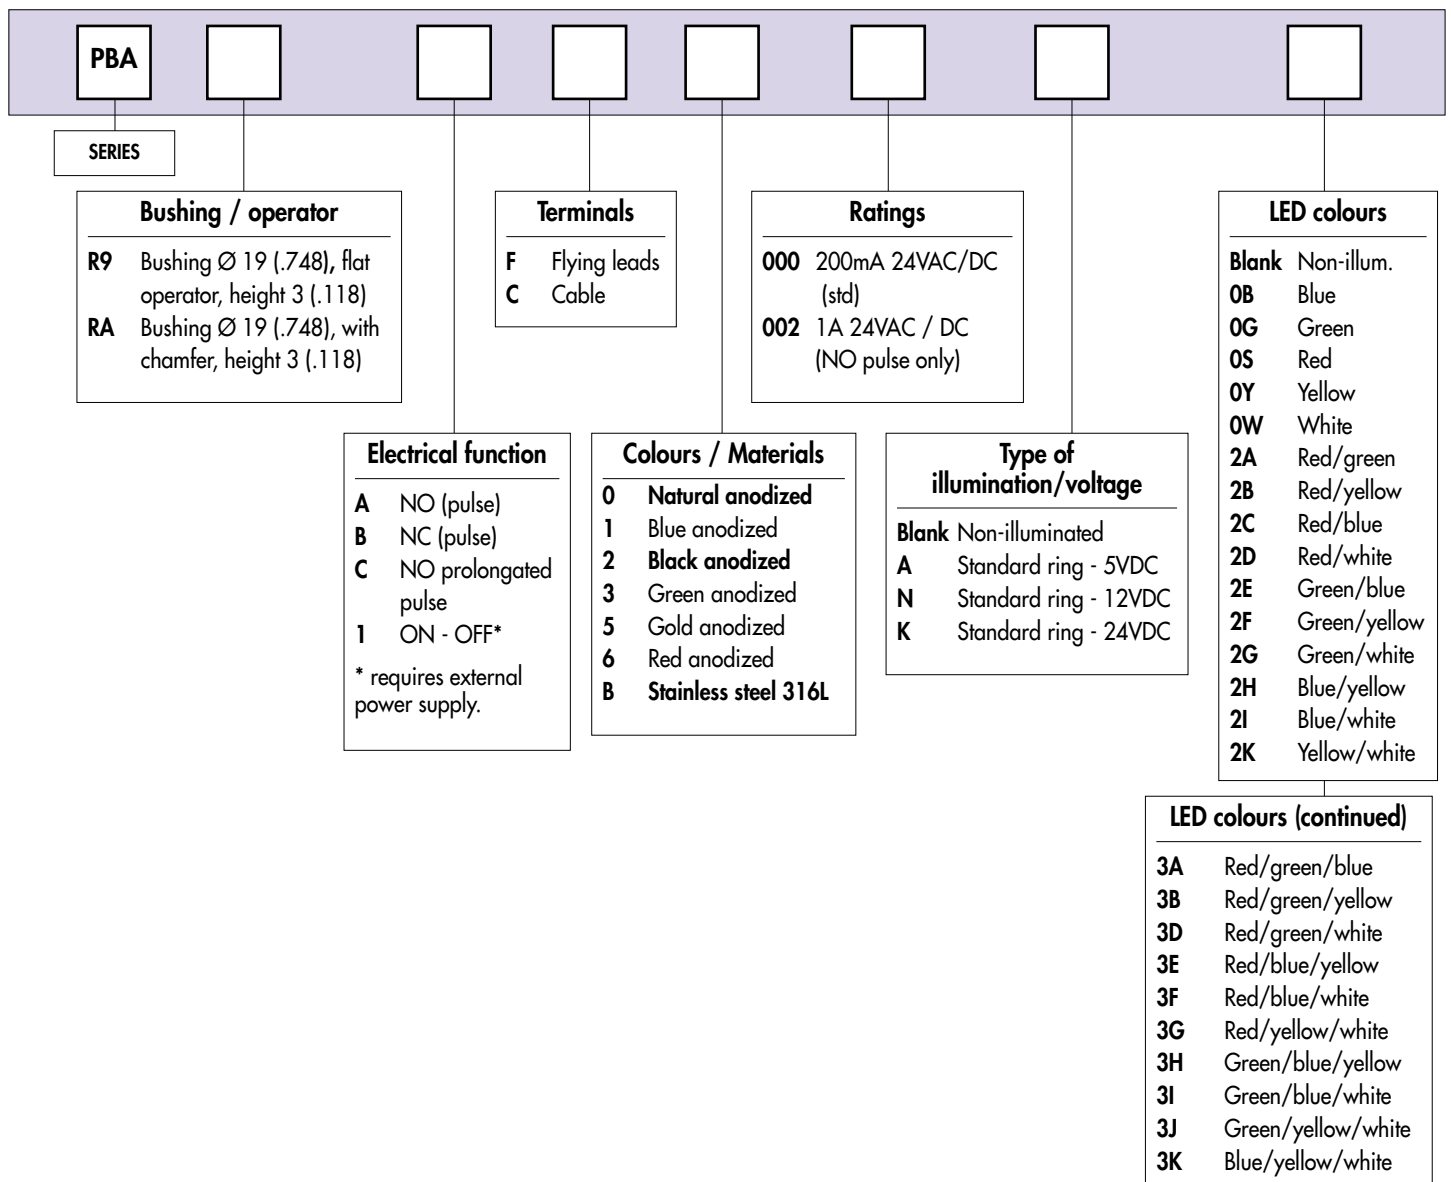 PBA
SERIES
Bushing / operator
R9 Bushing Ø 19 (.748), flat
operator, height 3 (.118)
RA Bushing Ø 19 (.748), with
chamfer, height 3 (.118)
Terminals
F Flying leads
C Cable
Ratings
000 200mA 24VAC/DC
(std)
002 1A 24VAC / DC
(NO pulse only)
LED colours
Blank Non-illum.
0B Blue
0G Green
0S Red
0Y Yellow
0W White
2A Red/green
2B Red/yellow
2C Red/blue
2D Red/white
2E Green/blue
2F Green/yellow
2G Green/white
2H Blue/yellow
2I Blue/white
2K Yellow/white
Electrical function
A NO (pulse)
B NC (pulse)
C NO prolongated
pulse
1 ON - OFF*
* requires external
power supply.
Colours / Materials
0 Natural anodized
1 Blue anodized
2 Black anodized
3 Green anodized
5 Gold anodized
6 Red anodized
B Stainless steel 316L
Type of
illumination/voltage
Blank Non-illuminated
A Standard ring - 5VDC
N Standard ring - 12VDC
K Standard ring - 24VDC
LED colours (continued)
3A Red/green/blue
3B Red/green/yellow
3D Red/green/white
3E Red/blue/yellow
3F Red/blue/white
3G Red/yellow/white
3H Green/blue/yellow
3I Green/blue/white
3J Green/yellow/white
3K Blue/yellow/white